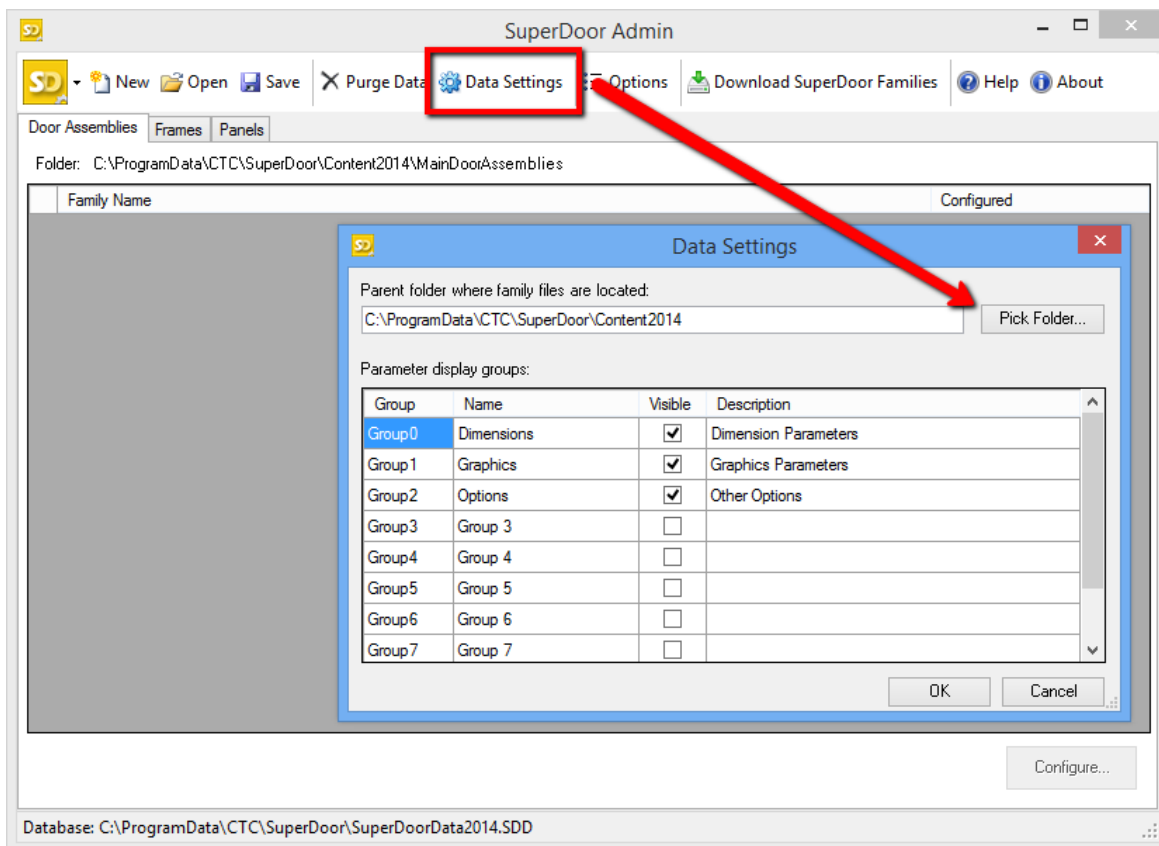 SD SuperDoor Admin
SD New Open Save Purge Data Data Settings Options Download SuperDoor Families Help About
Door Assemblies Frames Panels
Folder: C:\ProgramData\CTC\SuperDoor\Content2014\MainDoorAssemblies
Family Name Configured
SD Data Settings
Parent folder where family files are located:
C:\ProgramData\CTC\SuperDoor\Content2014 Pick Folder...
Parameter display groups:
Group Name Visible Description
Group0 Dimensions Dimension Parameters
Group1 Graphics Graphics Parameters
Group2 Options Other Options
Group3 Group 3
Group4 Group 4
Group5 Group 5
Group6 Group 6
Group7 Group 7
OK Cancel
Configure...
Database: C:\ProgramData\CTC\SuperDoor\SuperDoorData2014.SDD